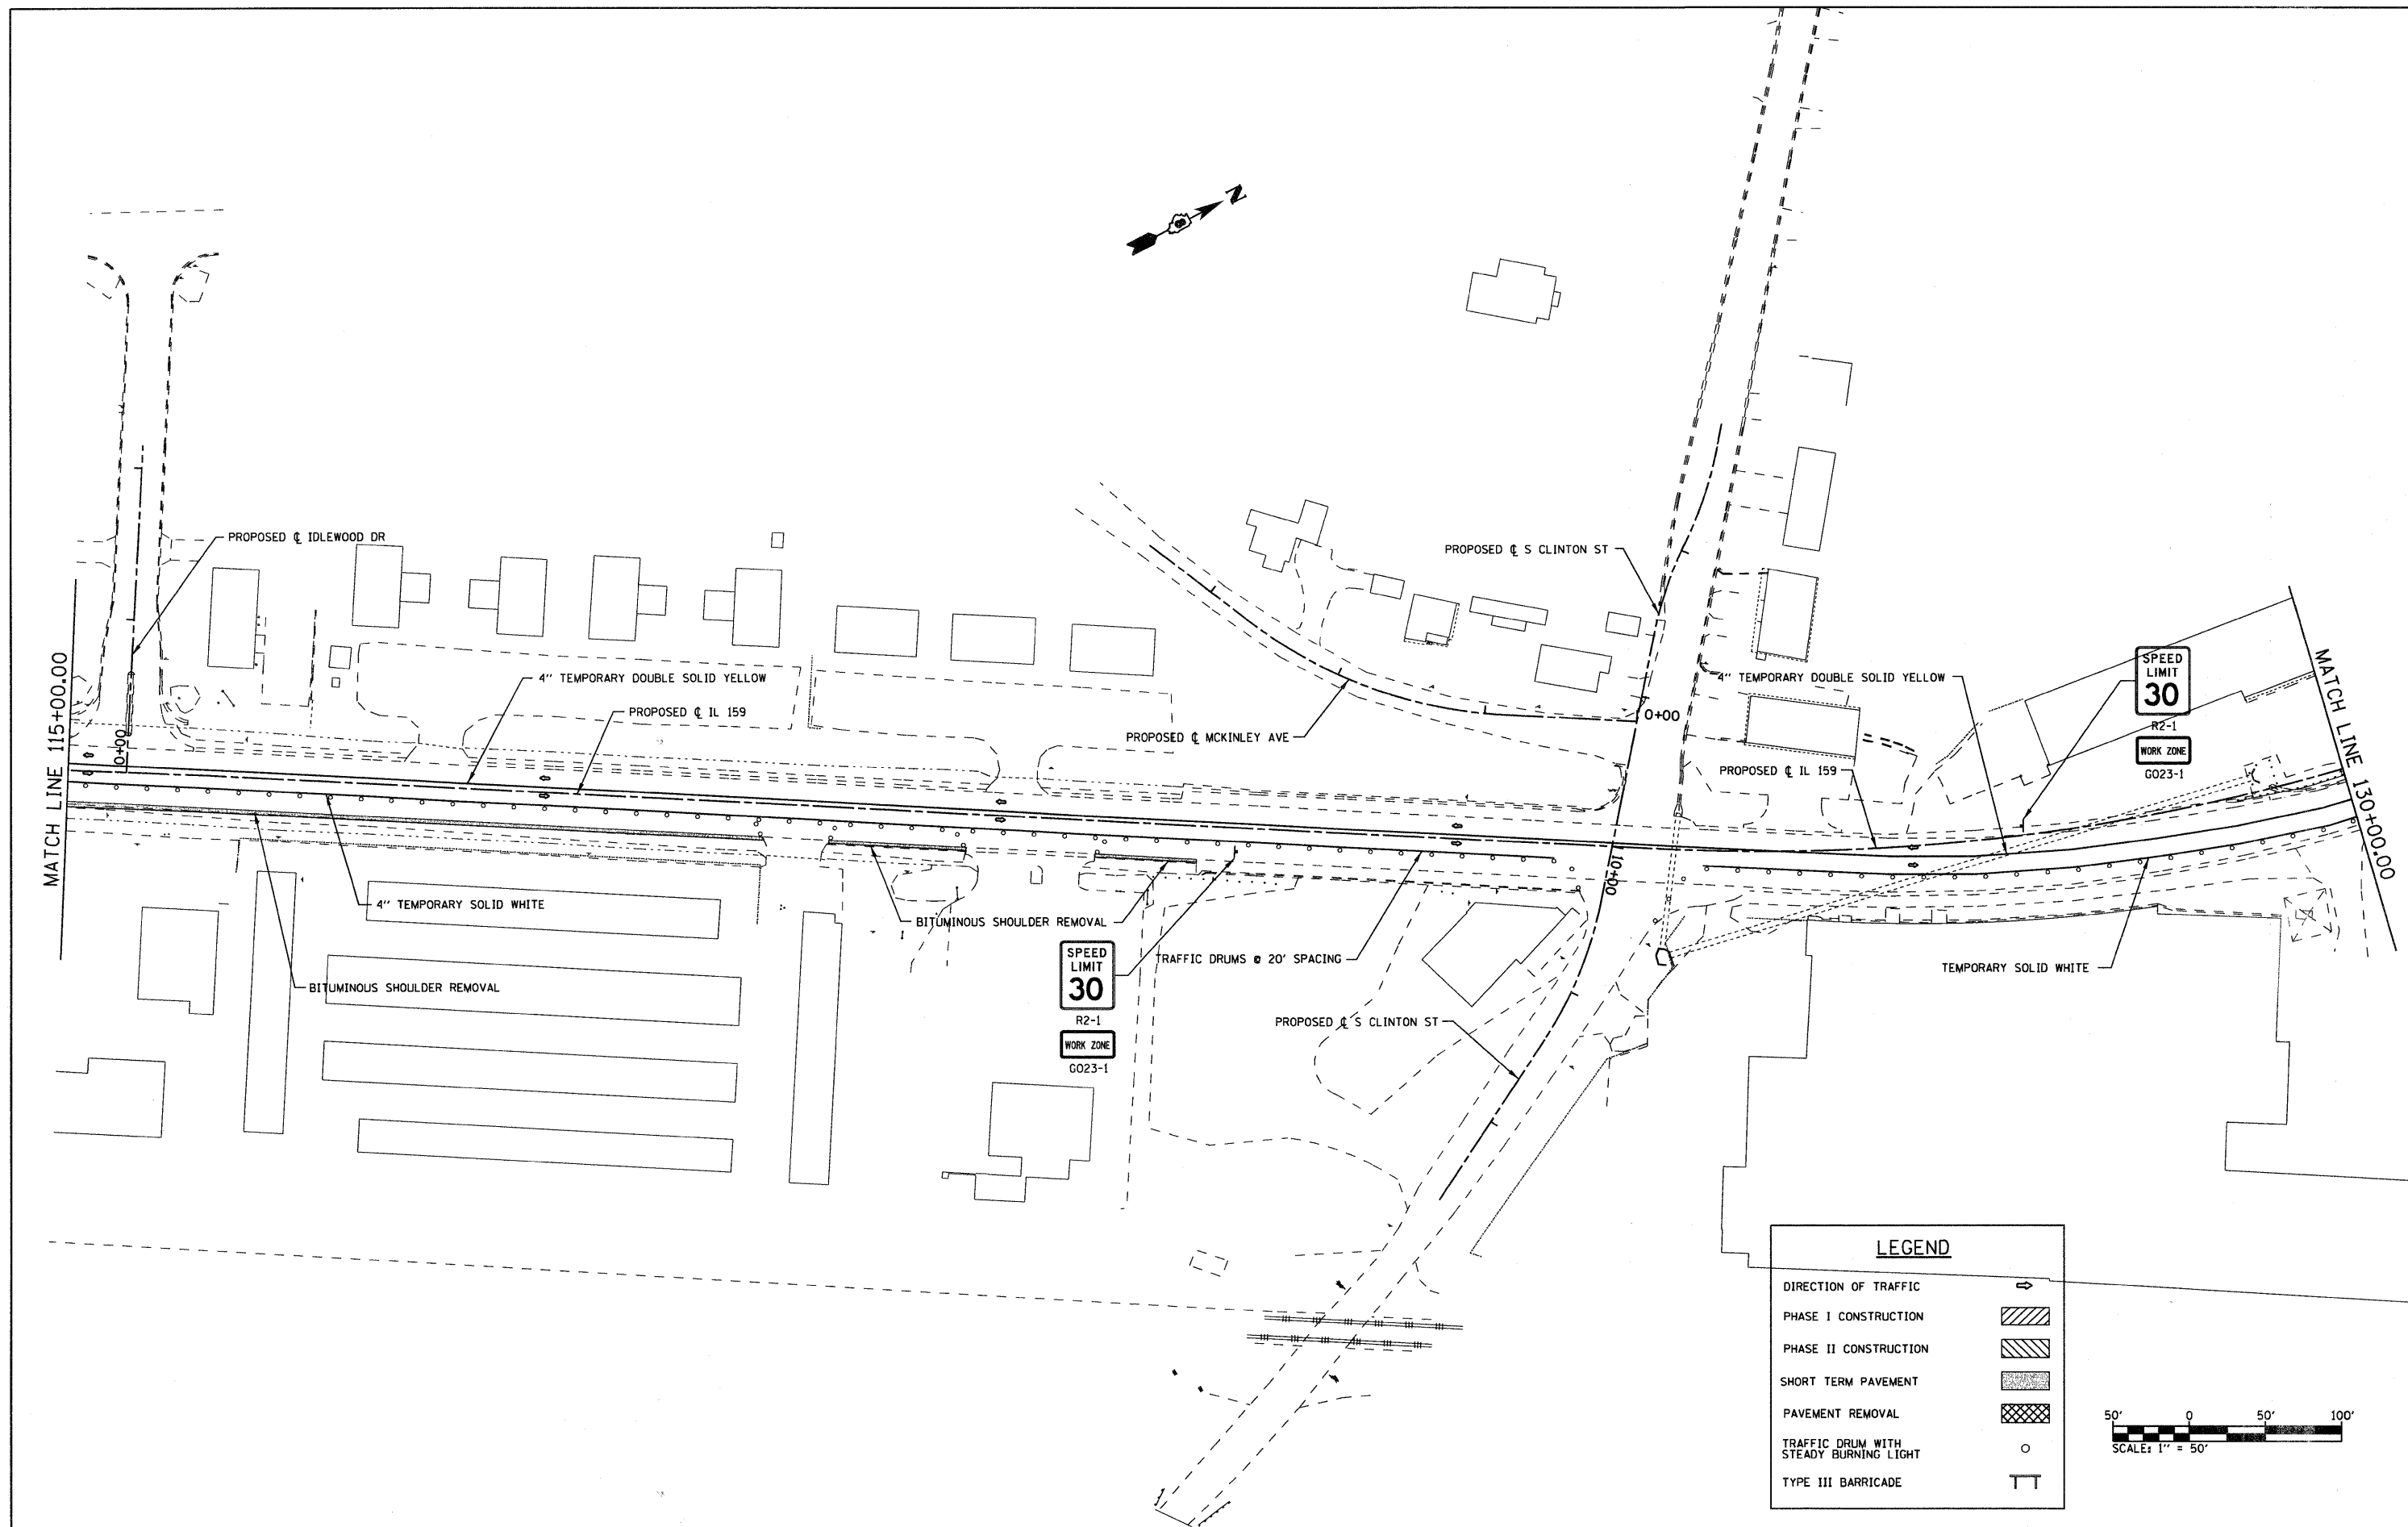 N
PROPOSED ℄ IDLEWOOD DR
PROPOSED ℄ S CLINTON ST
MATCH LINE 115+00.00
0+00
4" TEMPORARY DOUBLE SOLID YELLOW
PROPOSED ℄ IL 159
PROPOSED ℄ MCKINLEY AVE
0+00
4" TEMPORARY DOUBLE SOLID YELLOW
PROPOSED ℄ IL 159
SPEED
LIMIT
30
R2-1
WORK ZONE
G023-1
MATCH LINE 130+00.00
10+00
4" TEMPORARY SOLID WHITE
BITUMINOUS SHOULDER REMOVAL
BITUMINOUS SHOULDER REMOVAL
SPEED
LIMIT
30
R2-1
WORK ZONE
G023-1
TRAFFIC DRUMS @ 20' SPACING
PROPOSED ℄ S CLINTON ST
TEMPORARY SOLID WHITE
LEGEND
DIRECTION OF TRAFFIC
PHASE I CONSTRUCTION
PHASE II CONSTRUCTION
SHORT TERM PAVEMENT
PAVEMENT REMOVAL
TRAFFIC DRUM WITH
STEADY BURNING LIGHT
TYPE III BARRICADE
50' 0 50' 100'
SCALE: 1" = 50'